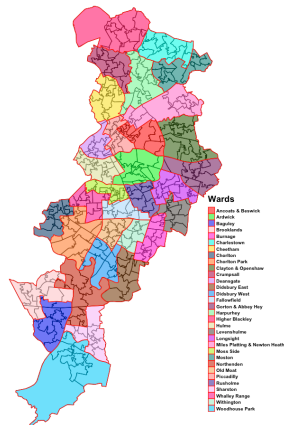 Wards
Ancoats & Beswick
Ardwick
Baguley
Brooklands
Burnage
Charlestown
Cheetham
Chorlton
Chorlton Park
Clayton & Openshaw
Crumpsall
Deansgate
Didsbury East
Didsbury West
Fallowfield
Gorton & Abbey Hey
Harpurhey
Higher Blackley
Hulme
Levenshulme
Longsight
Miles Platting & Newton Heath
Moss Side
Moston
Northenden
Old Moat
Piccadilly
Rusholme
Sharston
Whalley Range
Withington
Woodhouse Park